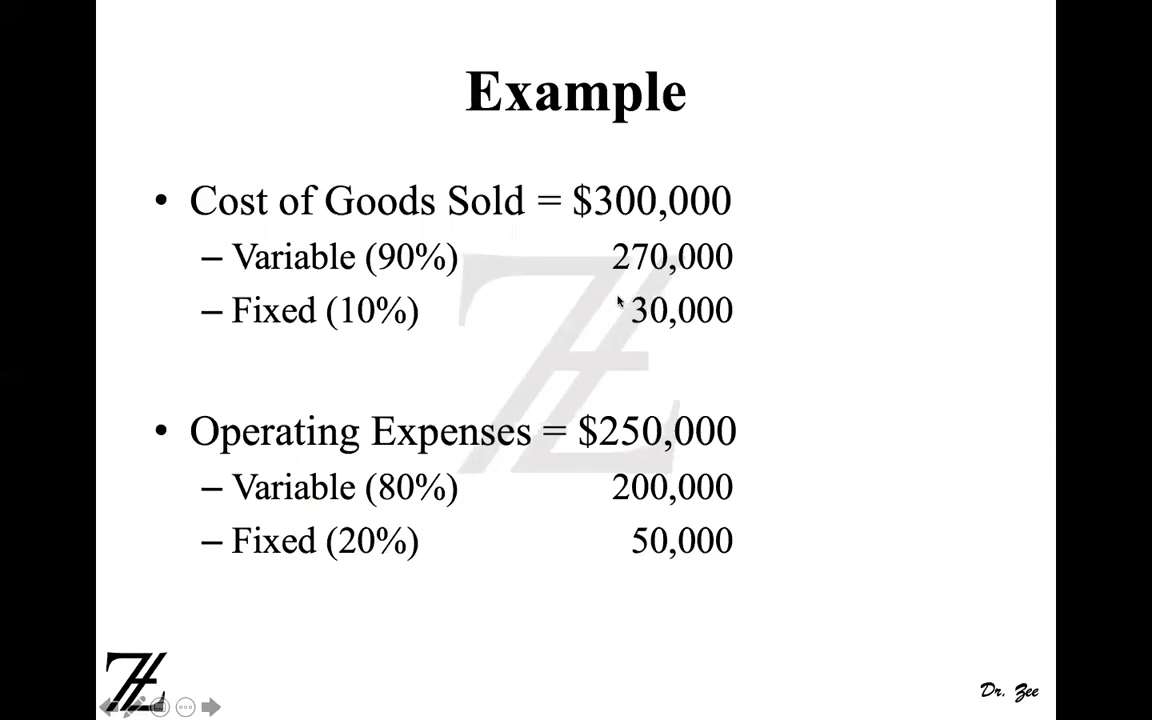 Example
• Cost of Goods Sold = $300,000
– Variable (90%) 270,000
– Fixed (10%) 30,000
• Operating Expenses = $250,000
– Variable (80%) 200,000
– Fixed (20%) 50,000
Dr. Zee